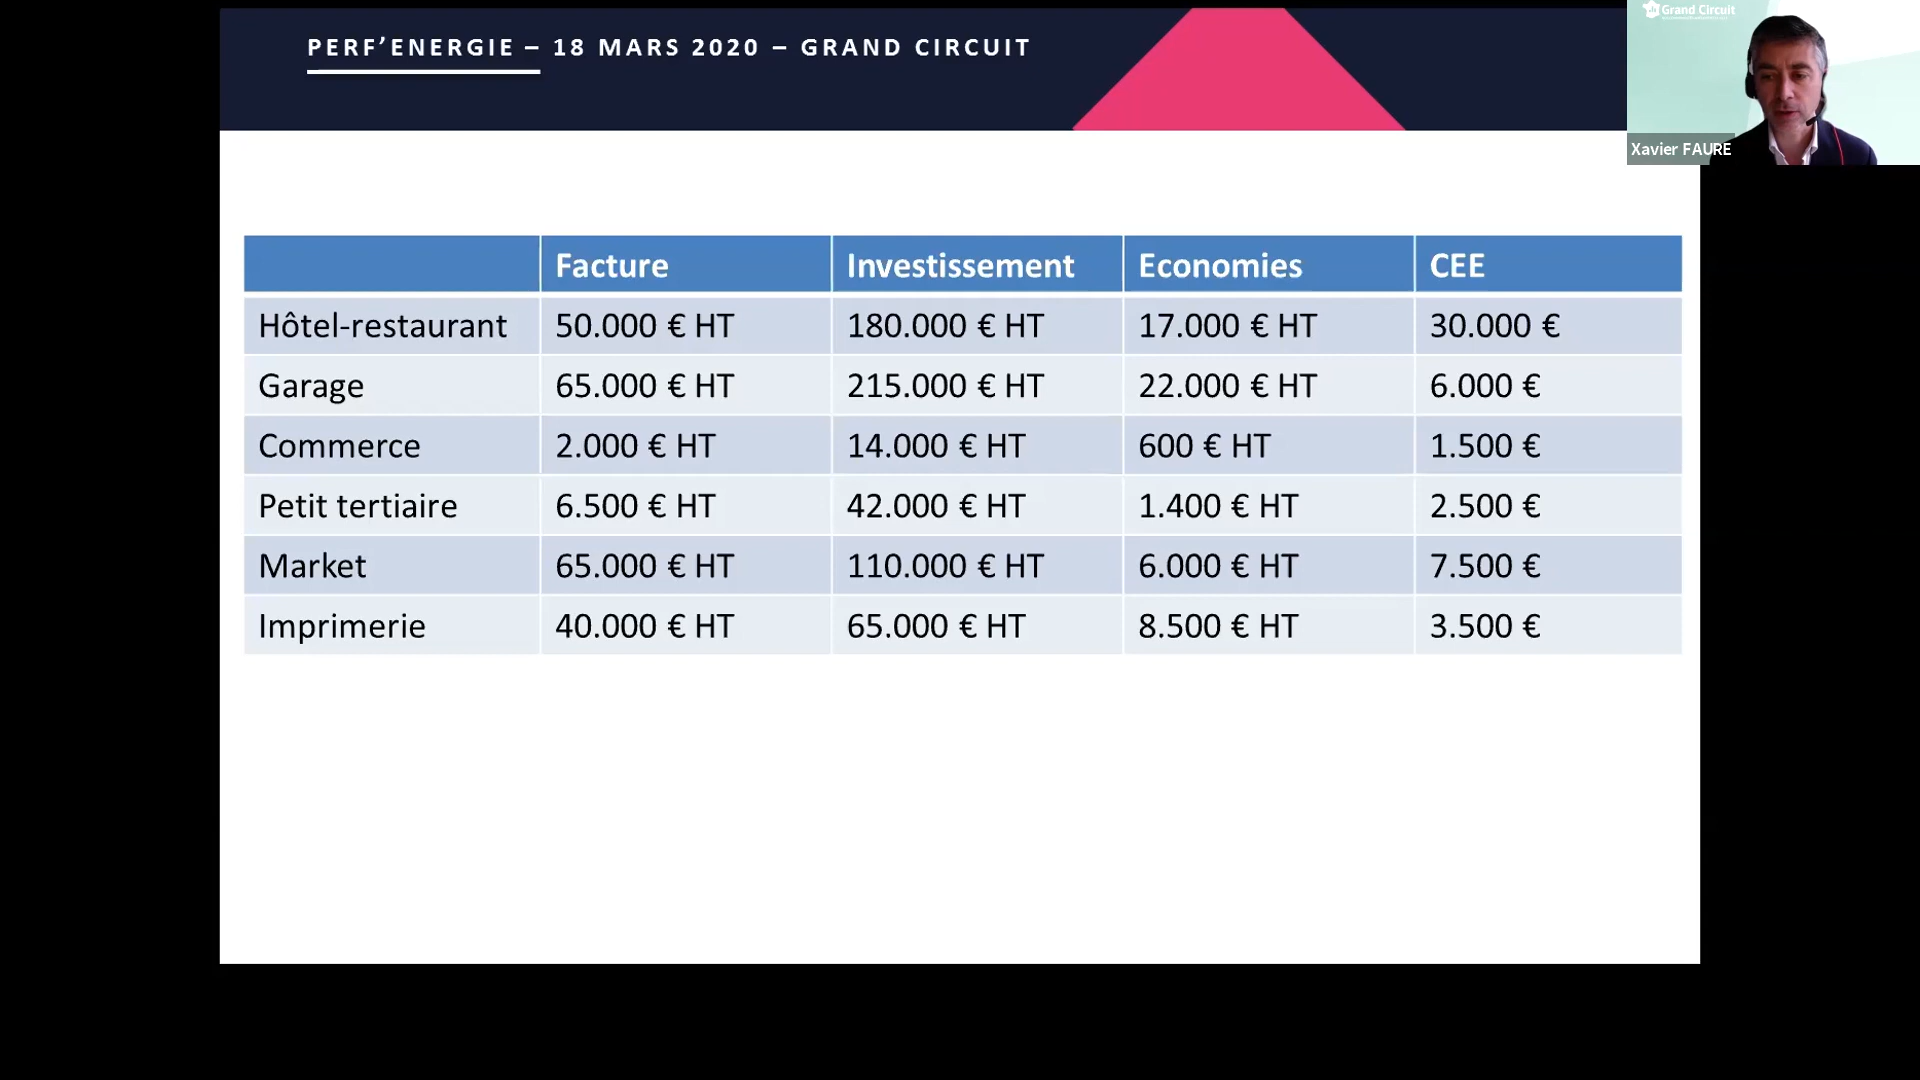 PERF’ENERGIE – 18 MARS 2020 – GRAND CIRCUIT
Grand Circuit
Xavier FAURE
Facture Investissement Economies CEE
Hôtel-restaurant 50.000 € HT 180.000 € HT 17.000 € HT 30.000 €
Garage 65.000 € HT 215.000 € HT 22.000 € HT 6.000 €
Commerce 2.000 € HT 14.000 € HT 600 € HT 1.500 €
Petit tertiaire 6.500 € HT 42.000 € HT 1.400 € HT 2.500 €
Market 65.000 € HT 110.000 € HT 6.000 € HT 7.500 €
Imprimerie 40.000 € HT 65.000 € HT 8.500 € HT 3.500 €